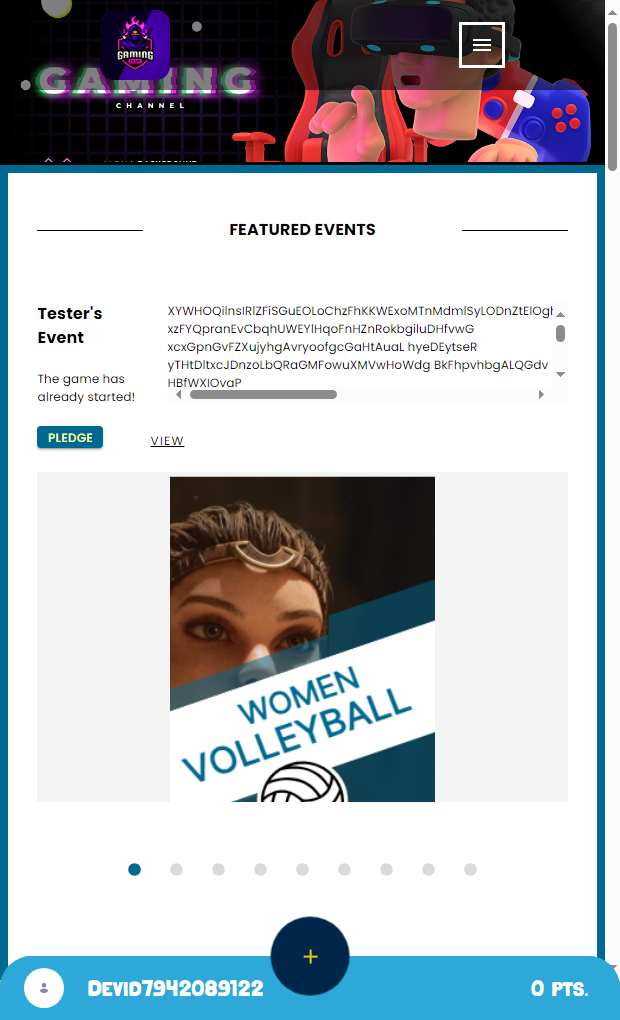 GAMING
GAMING
CHANNEL
FEATURED EVENTS
Tester's
Event
The game has
already started!
xzFYQpranEvCbqhUWEYlHqoFnHZnRokbgiluDHfvwG
xcxGpnGvFZXujyhgAvryoofgcGaHtAuaL hyeDEytseR
yTHtDltxcJDnzoLbQRaGMFowuXMVwHoWdg BkFhpvhbgALQGdv
HBfWXIOvaP
PLEDGE
VIEW
WOMEN
VOLLEYBALL
+
Devid7942089122
0 PTS.